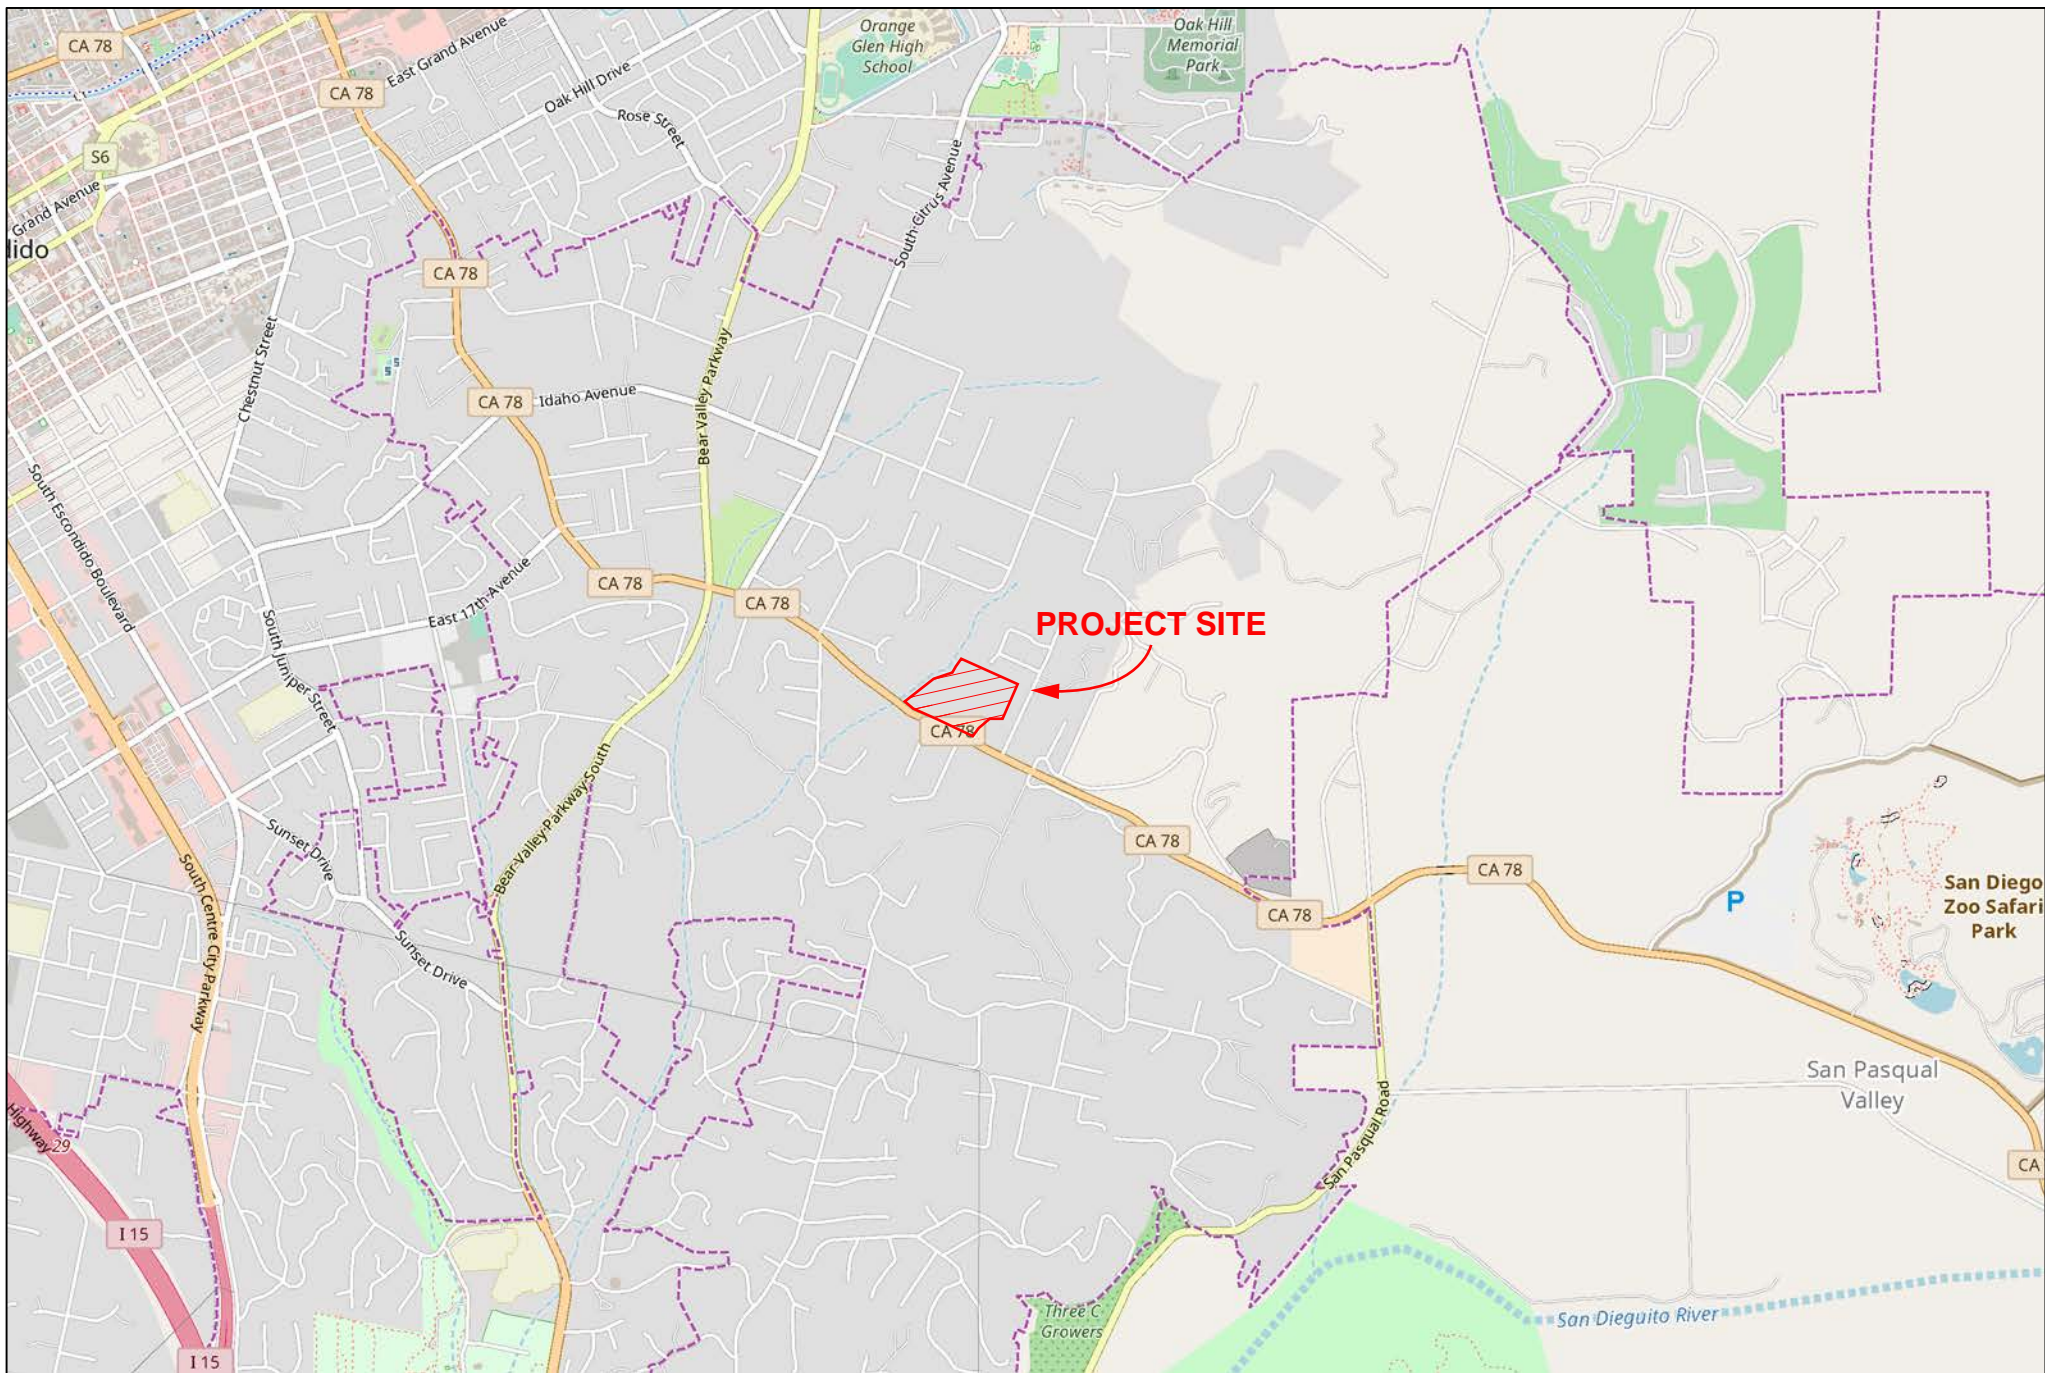 CA 78
East Grand Avenue
Orange
Glen High
School
Oak Hill
Memorial
Park
CA 78
Oak Hill Drive
Rose Street
S6
Grand Avenue
South Citrus Avenue
dido
CA 78
Chestnut Street
Bear Valley Parkway
CA 78
Idaho Avenue
South Escondido Boulevard
East 17th Avenue
CA 78
CA 78
PROJECT SITE
South Juniper Street
CA 78
Bear Valley Parkway South
Sunset Drive
CA 78
CA 78
San Diego
Zoo Safari
Park
P
CA 78
South Centre City Parkway
Sunset Drive
San Pasqual
Valley
San Pasqual Road
Highway 29
CA
I 15
Three C
Growers
San Dieguito River
I 15